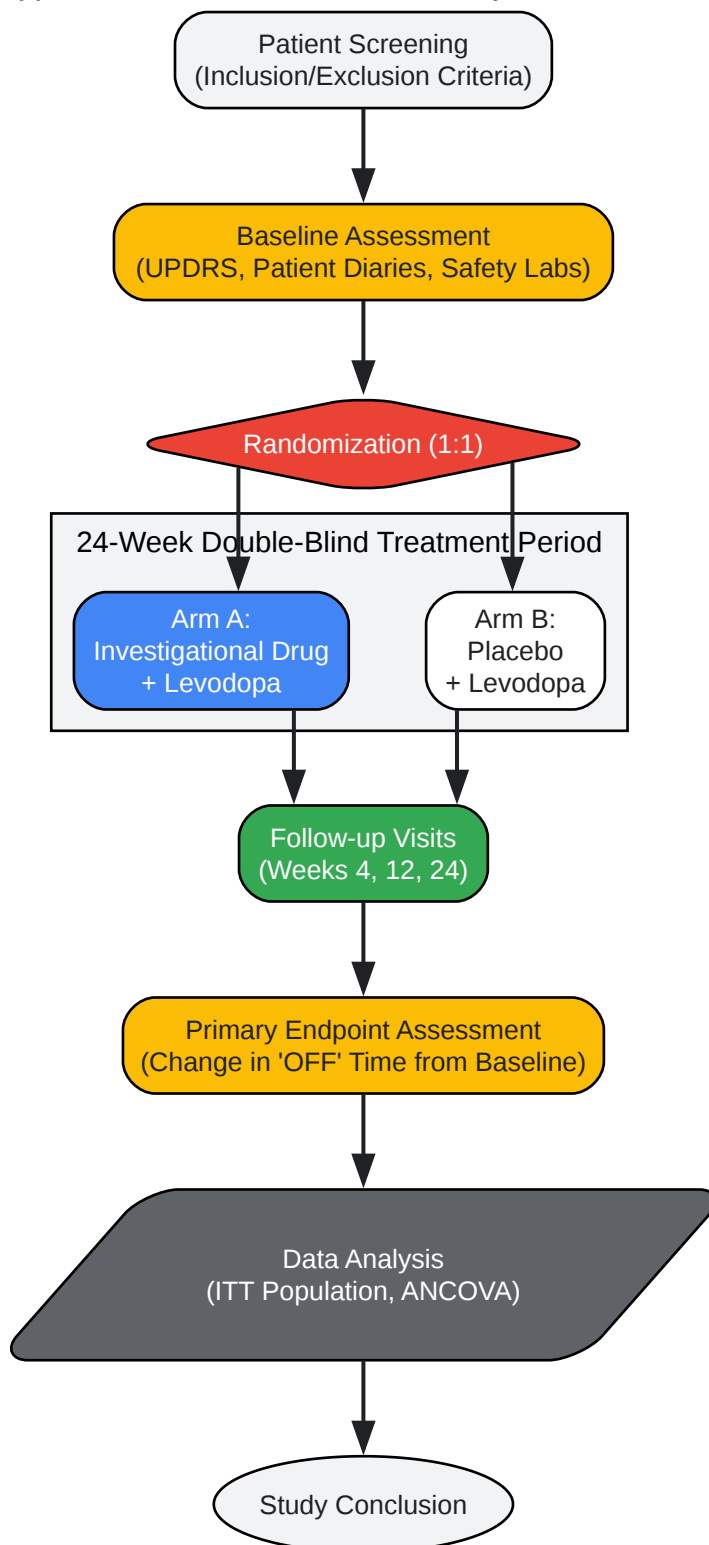 Patient Screening
(Inclusion/Exclusion Criteria)
Baseline Assessment
(UPDRS, Patient Diaries, Safety Labs)
Randomization (1:1)
24-Week Double-Blind Treatment Period
Arm A:
Investigational Drug
+ Levodopa
Arm B:
Placebo
+ Levodopa
Follow-up Visits
(Weeks 4, 12, 24)
Primary Endpoint Assessment
(Change in 'OFF' Time from Baseline)
Data Analysis
(ITT Population, ANCOVA)
Study Conclusion